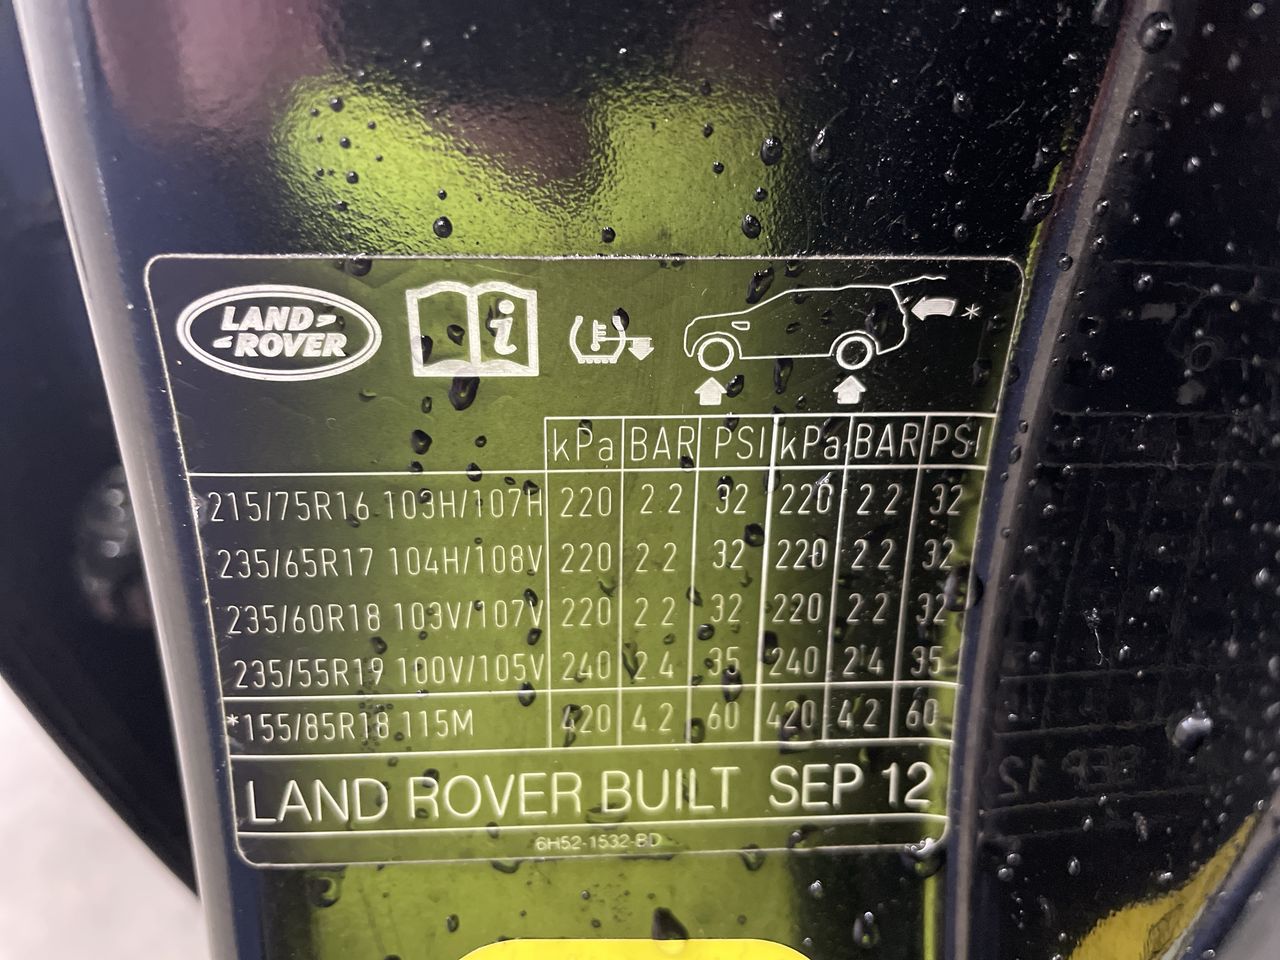 LAND-
-ROVER
i
*
kPa BAR PSI kPa BAR PSI
215/75R16 103H/107H 220 2.2 32 220 2.2 32
235/65R17 104H/108V 220 2.2 32 220 2.2 32
235/60R18 103V/107V 220 2.2 32 220 2.2 32
235/55R19 100V/105V 240 2.4 35 240 2.4 35
*155/85R18 115M 420 4.2 60 420 4.2 60
LAND ROVER BUILT SEP 12
6H52-1532-BD